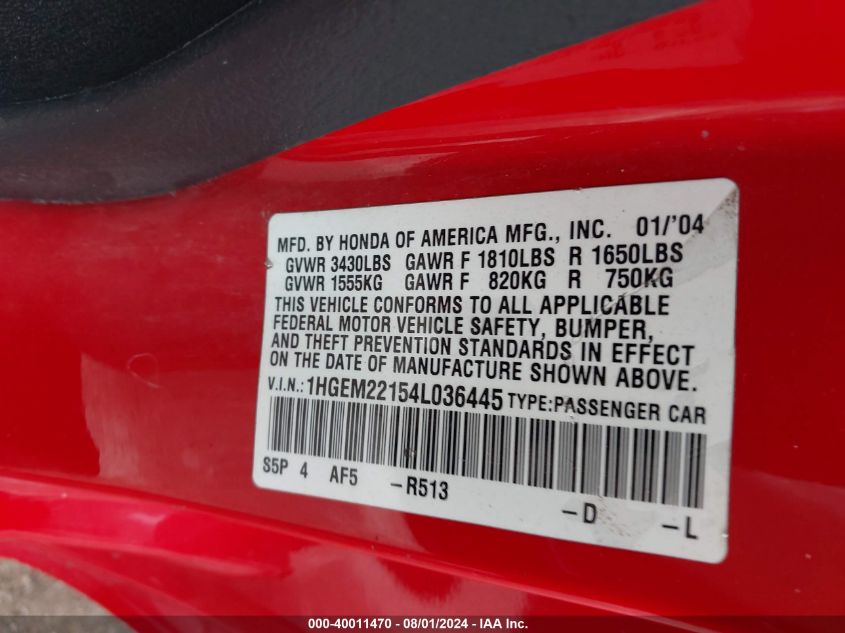 MFD. BY HONDA OF AMERICA MFG., INC. 01/'04
GVWR 3430LBS GAWR F 1810LBS R 1650LBS
GVWR 1555KG GAWR F 820KG R 750KG
THIS VEHICLE CONFORMS TO ALL APPLICABLE
FEDERAL MOTOR VEHICLE SAFETY, BUMPER,
AND THEFT PREVENTION STANDARDS IN EFFECT
ON THE DATE OF MANUFACTURE SHOWN ABOVE.
V.I.N.: 1HGEM22154L036445 TYPE:PASSENGER CAR
S5P 4 AF5 -R513 -D -L
000-40011470 • 08/01/2024 - IAA Inc.